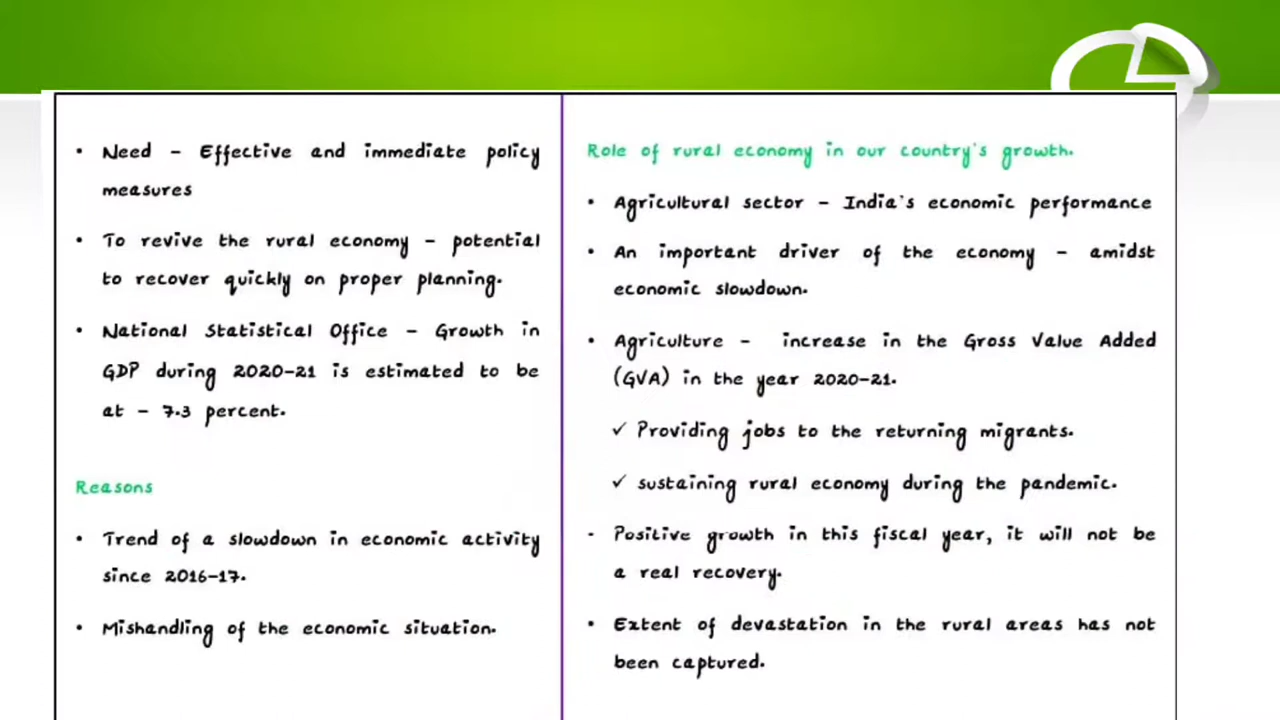 • Need - Effective and immediate policy
measures
• To revive the rural economy - potential
to recover quickly on proper planning.
• National Statistical Office - Growth in
GDP during 2020-21 is estimated to be
at - 7.3 percent.
Reasons
• Trend of a slowdown in economic activity
since 2016-17.
• Mishandling of the economic situation.
Role of rural economy in our country's growth.
• Agricultural sector - India's economic performance
• An important driver of the economy - amidst
economic slowdown.
• Agriculture - increase in the Gross Value Added
(GVA) in the year 2020-21.
✓ Providing jobs to the returning migrants.
✓ sustaining rural economy during the pandemic.
• Positive growth in this fiscal year, it will not be
a real recovery.
• Extent of devastation in the rural areas has not
been captured.